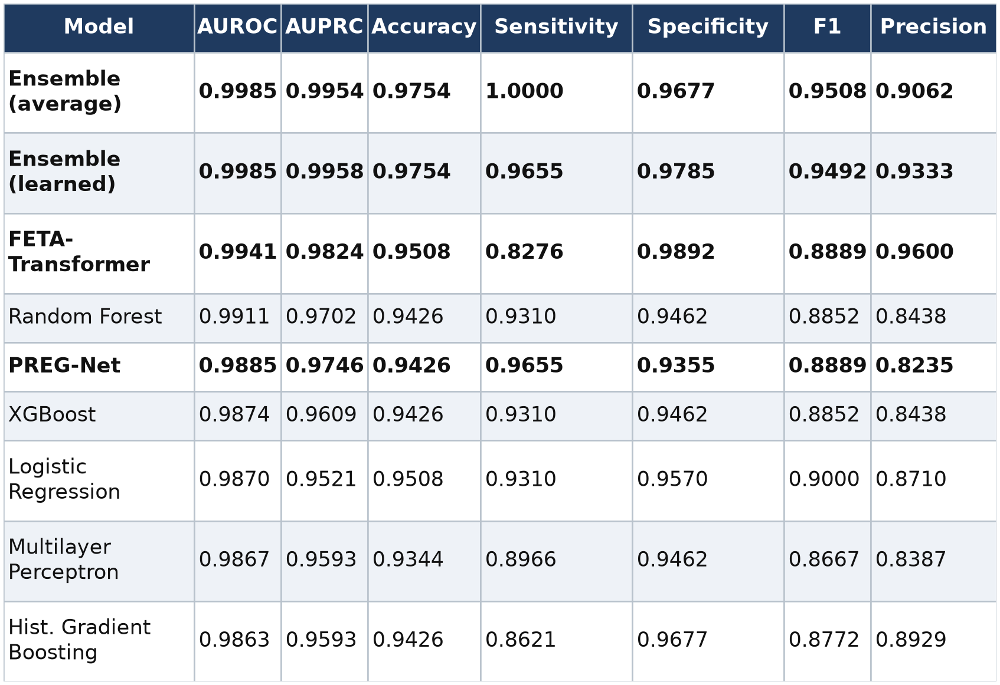 Model AUROC AUPRC Accuracy Sensitivity Specificity F1 Precision
Ensemble
(average) 0.9985 0.9954 0.9754 1.0000 0.9677 0.9508 0.9062
Ensemble
(learned) 0.9985 0.9958 0.9754 0.9655 0.9785 0.9492 0.9333
FETA-
Transformer 0.9941 0.9824 0.9508 0.8276 0.9892 0.8889 0.9600
Random Forest 0.9911 0.9702 0.9426 0.9310 0.9462 0.8852 0.8438
PREG-Net 0.9885 0.9746 0.9426 0.9655 0.9355 0.8889 0.8235
XGBoost 0.9874 0.9609 0.9426 0.9310 0.9462 0.8852 0.8438
Logistic
Regression 0.9870 0.9521 0.9508 0.9310 0.9570 0.9000 0.8710
Multilayer
Perceptron 0.9867 0.9593 0.9344 0.8966 0.9462 0.8667 0.8387
Hist. Gradient
Boosting 0.9863 0.9593 0.9426 0.8621 0.9677 0.8772 0.8929